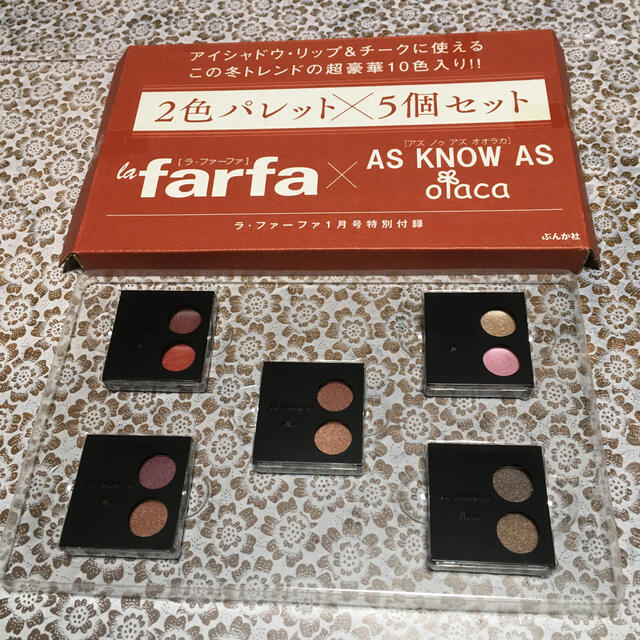 アイシャドウ・リップ&チークに使える
この冬トレンドの超豪華10色入り!!
2色パレット×5個セット
[ラ・ファーファ]
la farfa × AS KNOW AS olaca
[アズ ノゥ アズ オオラカ]
ラ・ファーファ1月号特別付録
ぶんか社
AS KNOW AS
olaca